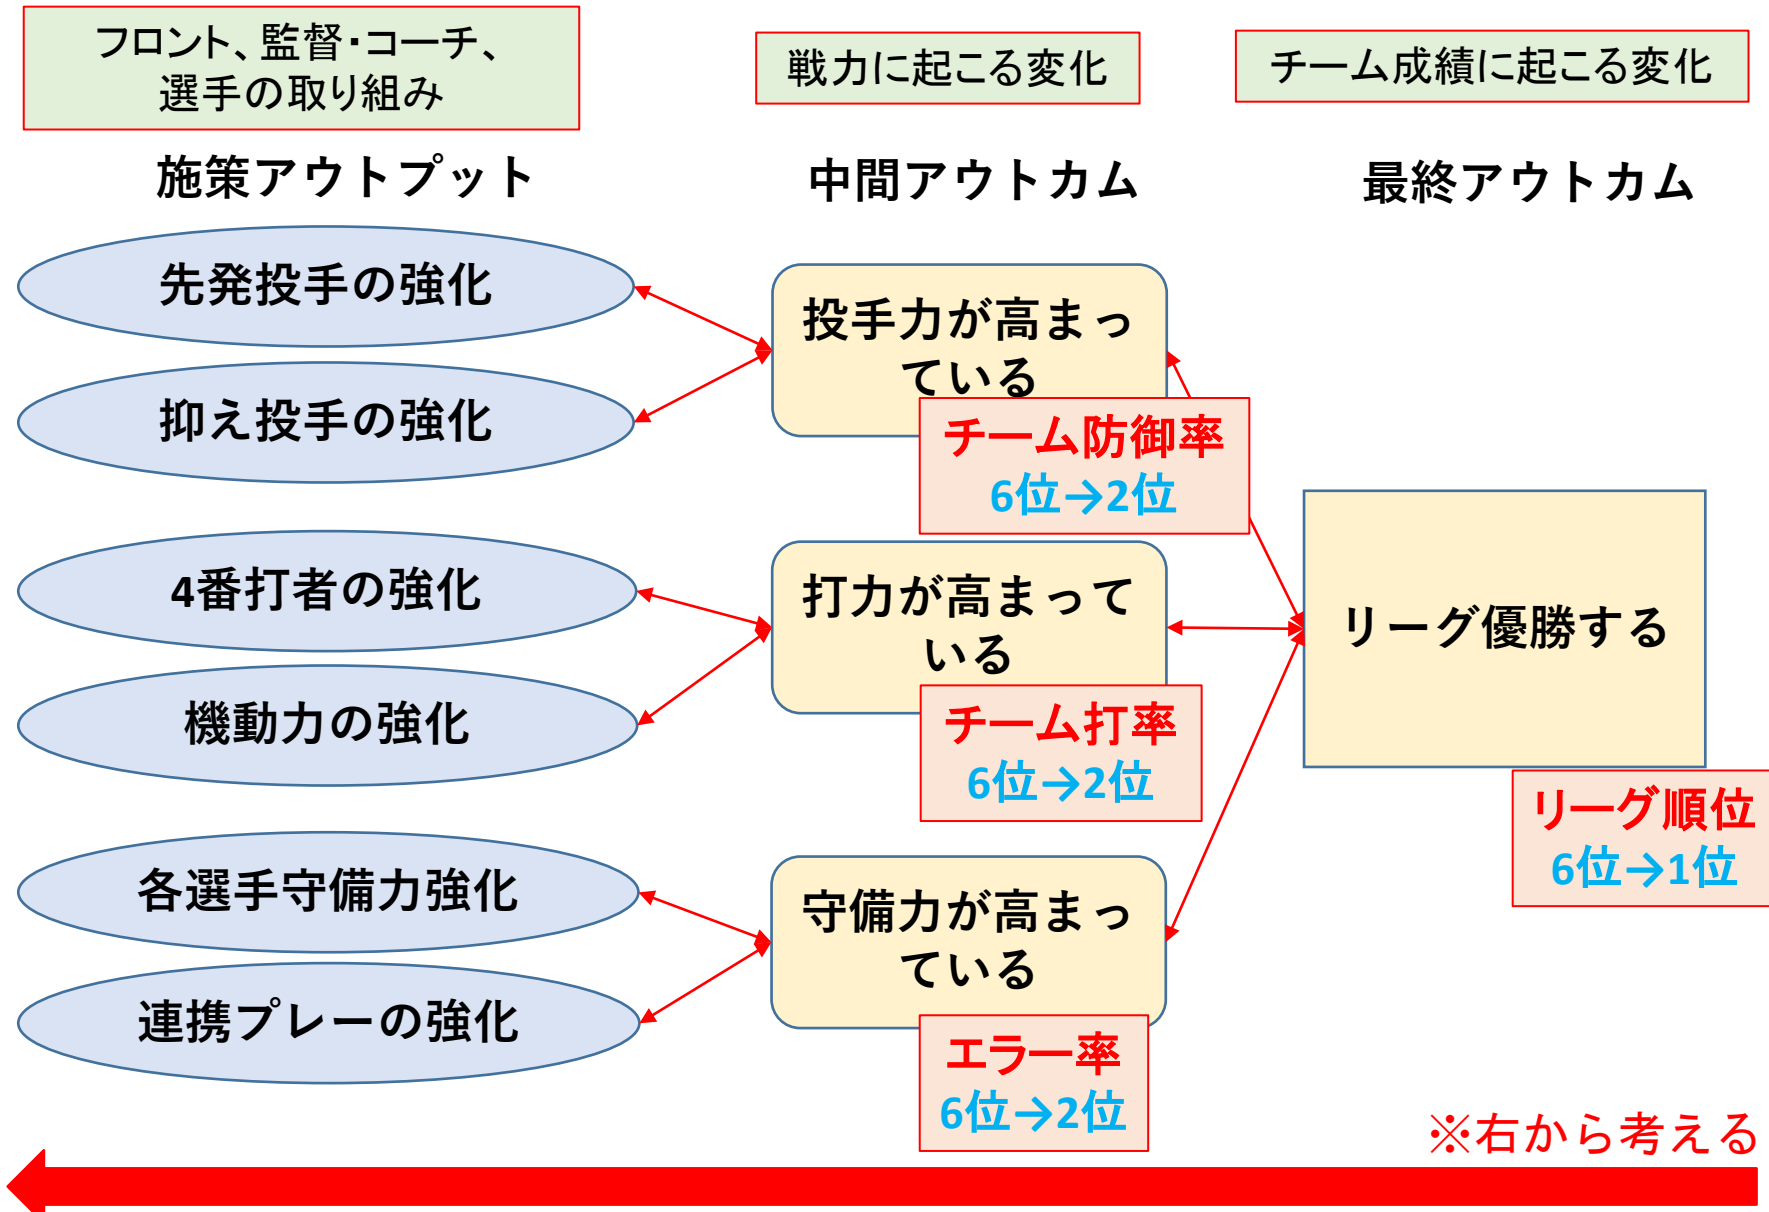 フロント、監督・コーチ、
選手の取り組み
戦力に起こる変化
チーム成績に起こる変化
施策アウトプット
中間アウトカム
最終アウトカム
先発投手の強化
抑え投手の強化
投手力が高まっ
ている
チーム防御率
6位→2位
4番打者の強化
機動力の強化
打力が高まって
いる
チーム打率
6位→2位
リーグ優勝する
リーグ順位
6位→1位
各選手守備力強化
連携プレーの強化
守備力が高まっ
ている
エラー率
6位→2位
※右から考える